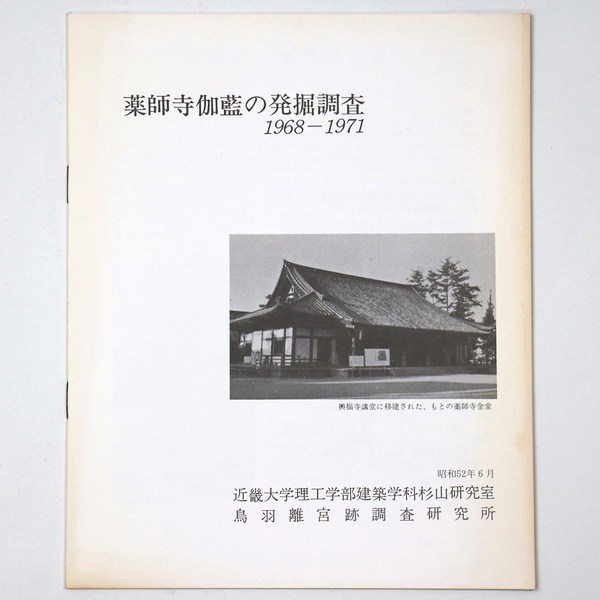 薬師寺伽藍の発掘調査
1968－1971
興福寺講堂に移建された、もとの薬師寺金堂
昭和52年6月
近畿大学理工学部建築学科杉山研究室
鳥羽離宮跡調査研究所